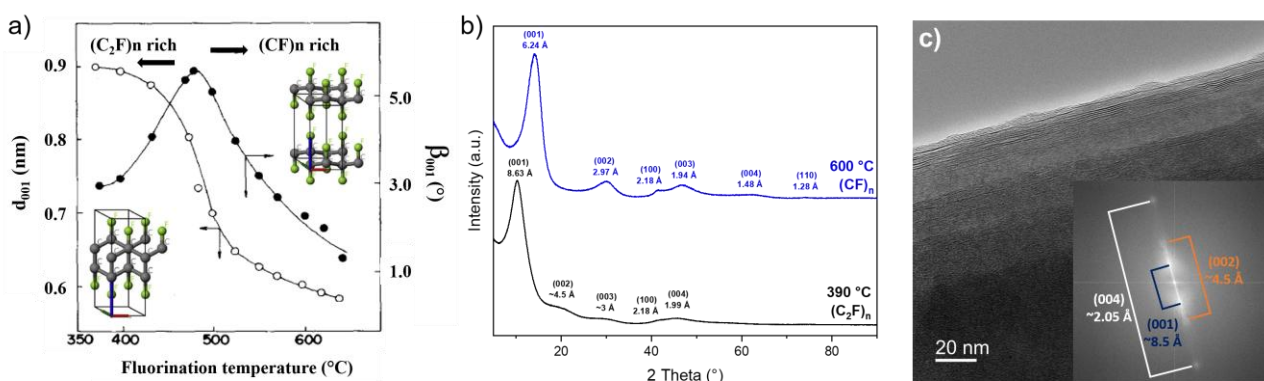 a)
(C₂F)n rich
(CF)n rich
0.9
0.8
0.7
0.6
d₀₀₁ (nm)
5.0
3.0
1.0
β₀₀₁ (°)
350
400
500
600
Fluorination temperature (°C)
b)
Intensity (a.u.)
(001)
6.24 Å
(002)
2.97 Å
(100)
2.18 Å
(003)
1.94 Å
(004)
1.48 Å
(110)
1.28 Å
600 °C
(CF)ₙ
(001)
8.63 Å
(002)
~4.5 Å
(003)
~3 Å
(100)
2.18 Å
(004)
1.99 Å
390 °C
(C₂F)ₙ
20
40
60
80
2 Theta (°)
c)
(002)
~4.5 Å
(004)
~2.05 Å
(001)
~8.5 Å
20 nm